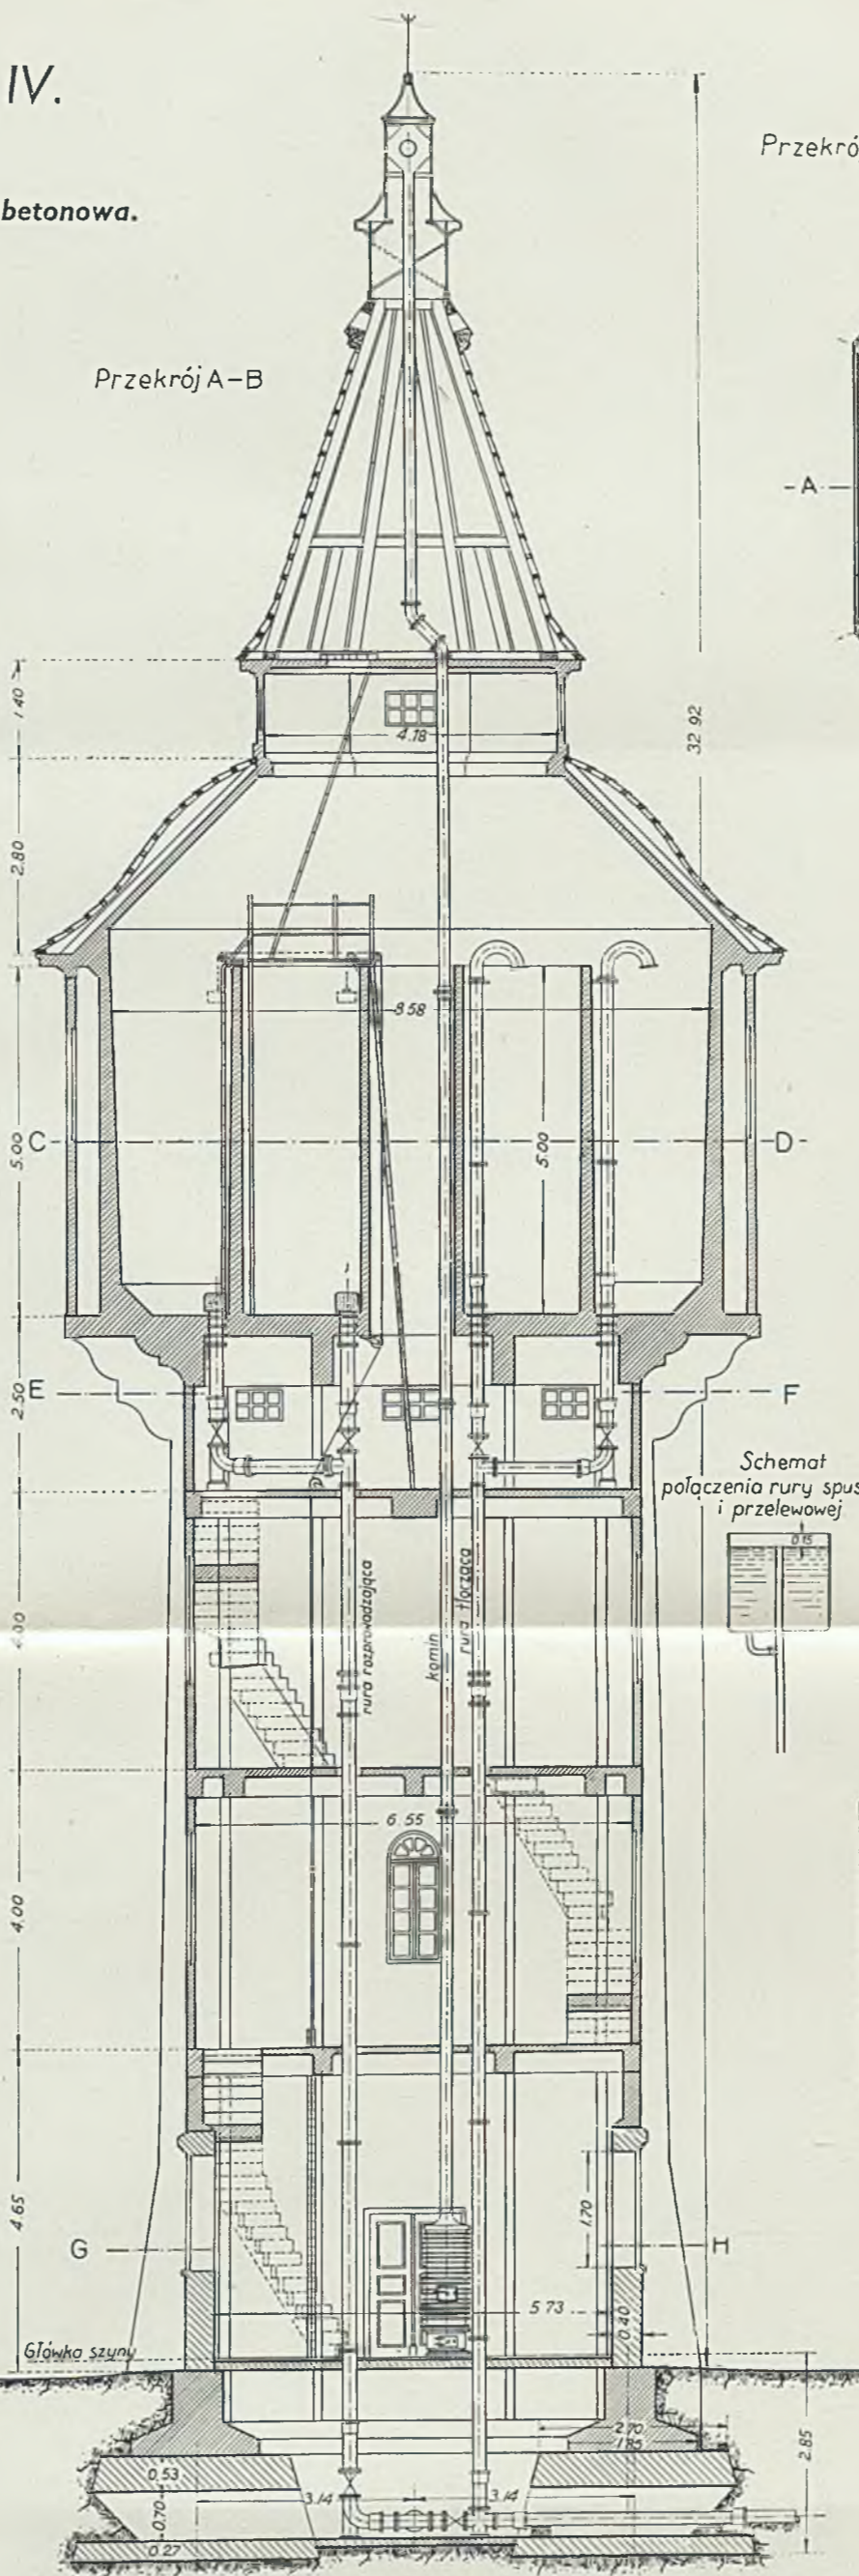 IV.
betonowa.
Przekró
Przekrój A-B
-A-
1.40
4.18
32.92
2.80
8.58
5.00
C
5.00
D
2.50
E
F
Schemat
połączenia rury spus
i przelewowej
0.15
rura rozprowadzająca
komin
rura tłocząca
6.55
4.00
4.65
1.70
G
H
5.73
0.40
Główka szyny
2.70
1.85
2.85
0.53
3.14
3.14
0.70
0.27